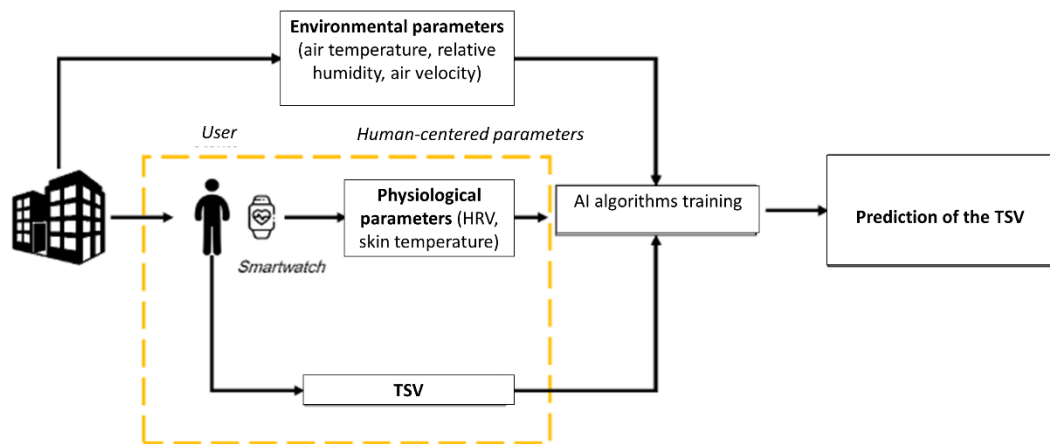 Environmental parameters
(air temperature, relative
humidity, air velocity)
User
Human-centered parameters
Physiological
parameters (HRV,
skin temperature)
Smartwatch
AI algorithms training
Prediction of the TSV
TSV